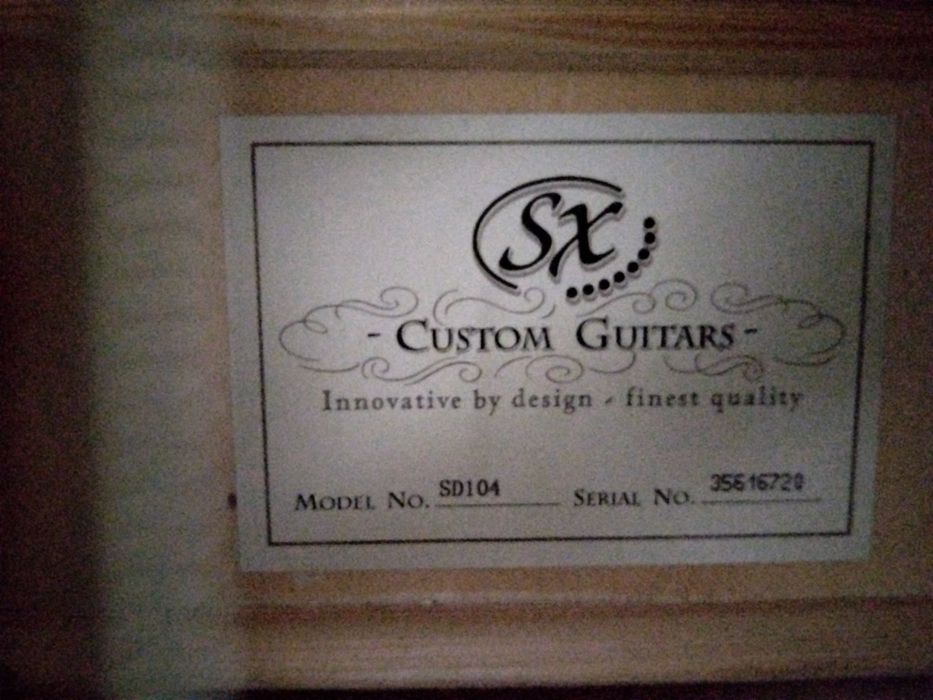 SX
- CUSTOM GUITARS -
Innovative by design - finest quality
MODEL NO. SD104 SERIAL NO. 35616720